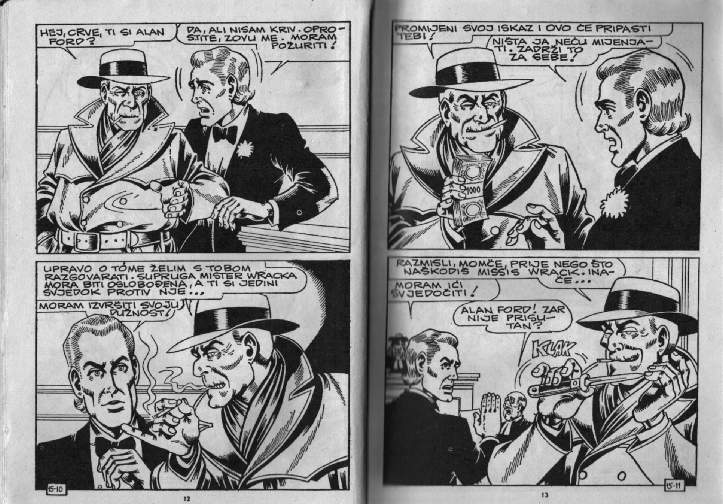 HEJ, CRVE, TI SI ALAN
FORD?
DA, ALI NISAM KRIV. OPRO-
STITE, ZOVU ME. MORAM
POŽURITI!
UPRAVO O TOME ŽELIM S TOBOM
RAZGOVARATI. SUPRUGA MISTER WRACKA
MORA BITI OSLOBOĐENA, A TI SI JEDINI
SVJEDOK PROTIV NJE...
MORAM IZVRŠITI SVOJU
DUŽNOST!
15-10
12
PROMIJENI SVOJ ISKAZ I OVO ĆE PRIPASTI
TEBI!
NIŠTA JA NEĆU MIJENJA-
TI. ZADRŽI TO
ZA SEBE!
1000
RAZMISLI, MOMČE, PRIJE NEGO ŠTO
NAŠKODIŠ MISSIS WRACK. INA-
ČE...
MORAM IĆI
SVJEDOČITI!
ALAN FORD! ZAR
NIJE PRISU-
TAN?
KLAK
15-11
13